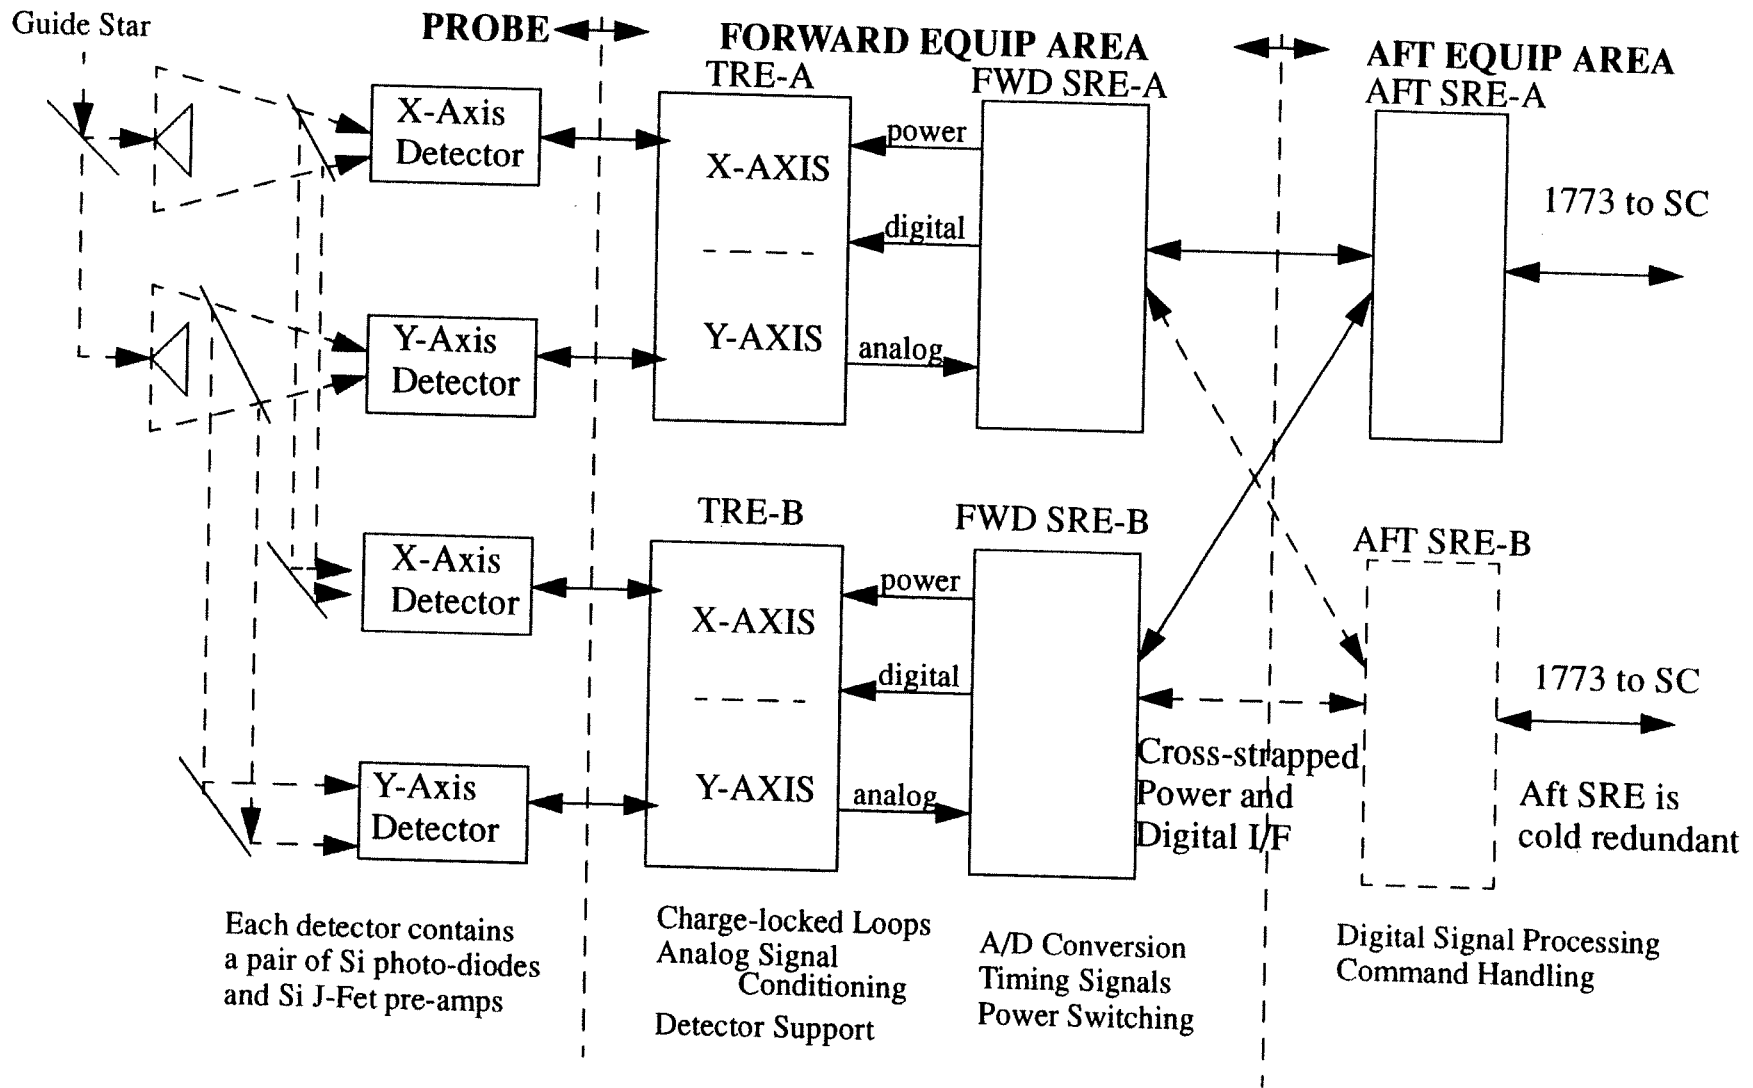 Guide Star
PROBE
FORWARD EQUIP AREA
AFT EQUIP AREA
TRE-A
FWD SRE-A
AFT SRE-A
X-Axis
Detector
X-AXIS
Y-AXIS
power
digital
analog
1773 to SC
Y-Axis
Detector
TRE-B
FWD SRE-B
AFT SRE-B
X-Axis
Detector
X-AXIS
Y-AXIS
power
digital
analog
1773 to SC
Y-Axis
Detector
Cross-strapped
Power and
Digital I/F
Aft SRE is
cold redundant
Each detector contains
a pair of Si photo-diodes
and Si J-Fet pre-amps
Charge-locked Loops
Analog Signal
Conditioning
Detector Support
A/D Conversion
Timing Signals
Power Switching
Digital Signal Processing
Command Handling